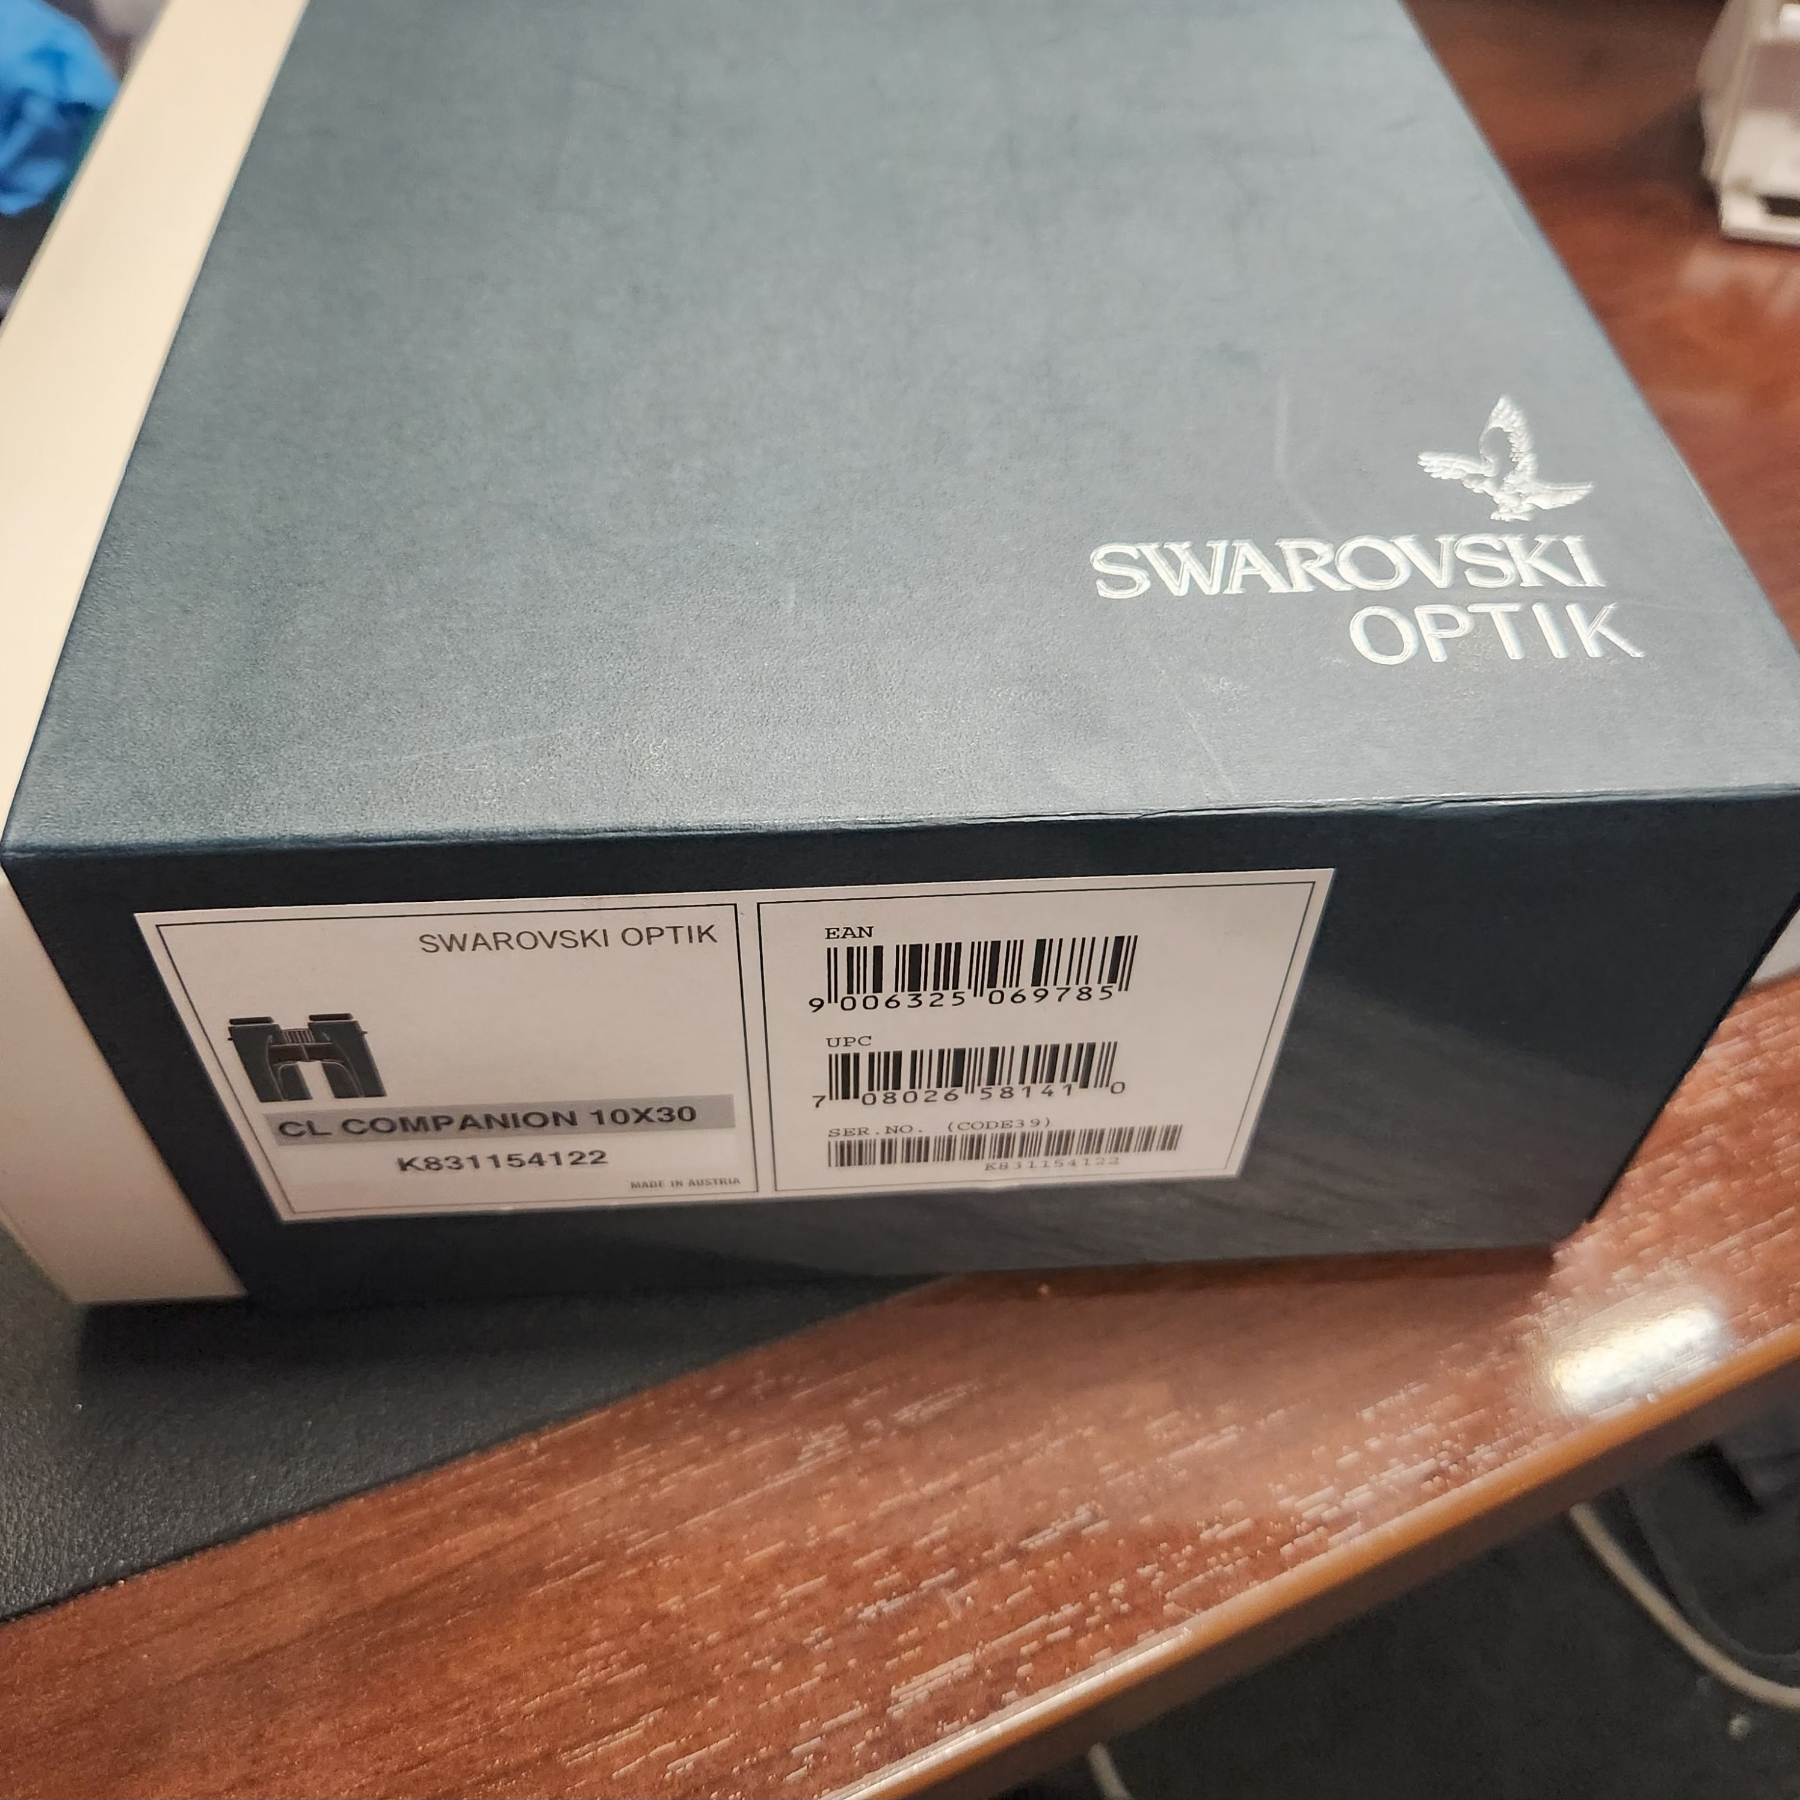 SWAROVSKI
OPTIK
SWAROVSKI OPTIK
CL COMPANION 10X30
K831154122
MADE IN AUSTRIA
EAN
9 006325 069785
UPC
7 08026 58141 0
SER.NO. (CODE39)
K831154122